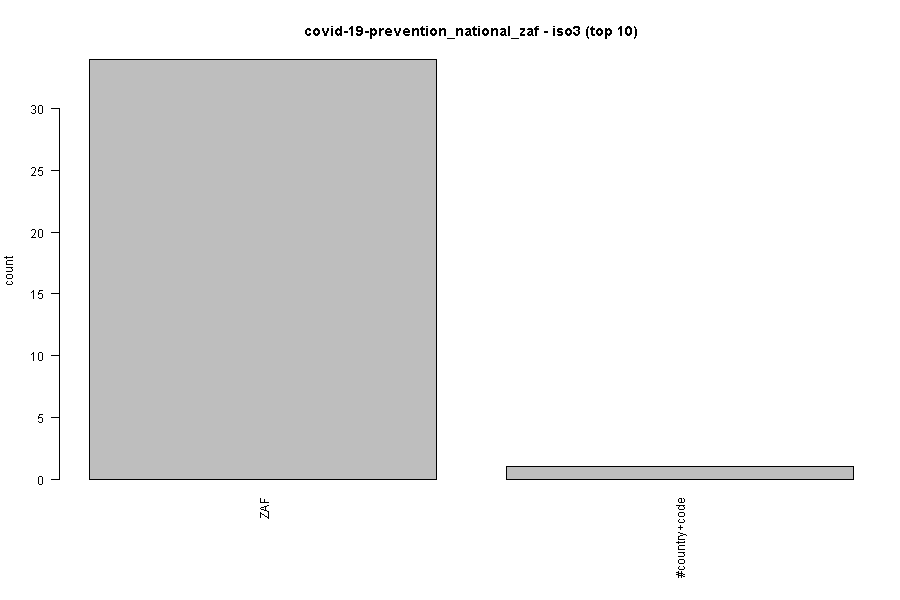 covid-19-prevention_national_zaf - iso3 (top 10)
count
30
25
20
15
10
5
0
ZAF
#country+code